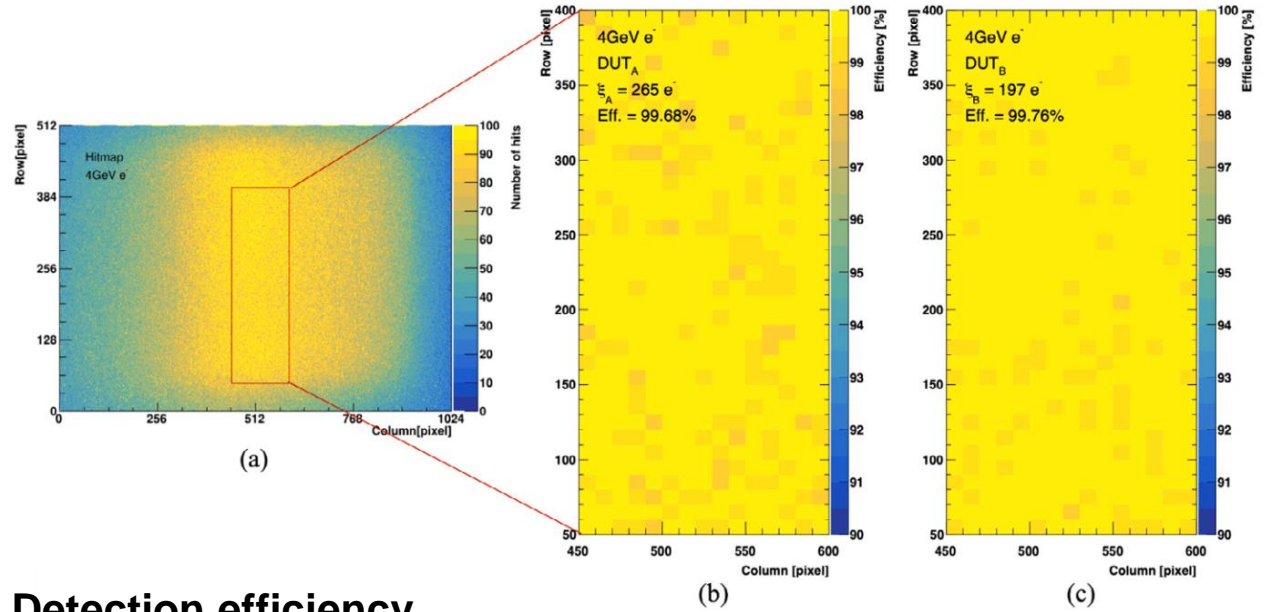 Hitmap
4GeV e⁻
Row[pixel]
512
384
256
128
0
0 256 512 768 1024
Column[pixel]
100
90
80
70
60
50
40
30
20
10
0
Number of hits
(a)
4GeV e⁻
DUT_A
ξ_A = 265 e⁻
Eff. = 99.68%
Row [pixel]
400
350
300
250
200
150
100
50
450 500 550 600
Column [pixel]
100
99
98
97
96
95
94
93
92
91
90
Efficiency [%]
(b)
4GeV e⁻
DUT_B
ξ_B = 197 e⁻
Eff. = 99.76%
Row [pixel]
400
350
300
250
200
150
100
50
450 500 550 600
Column [pixel]
100
99
98
97
96
95
94
93
92
91
90
Efficiency [%]
(c)
Detection efficiency